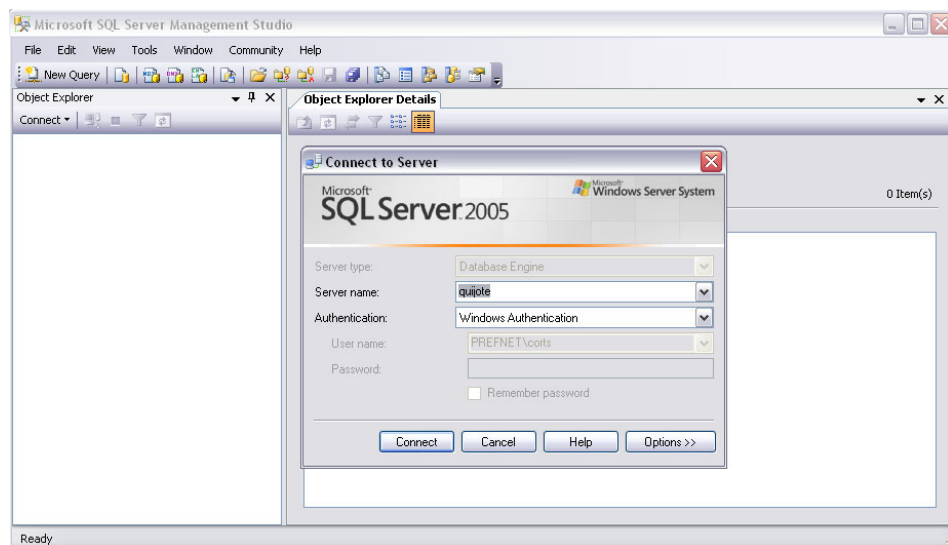 Microsoft SQL Server Management Studio
File Edit View Tools Window Community Help
New Query
Object Explorer
Connect
Object Explorer Details
0 Item(s)
Connect to Server
Microsoft
SQL Server 2005
Microsoft
Windows Server System
Server type: Database Engine
Server name: quijote
Authentication: Windows Authentication
User name: PREFNET\corts
Password:
Remember password
Connect Cancel Help Options >>
Ready